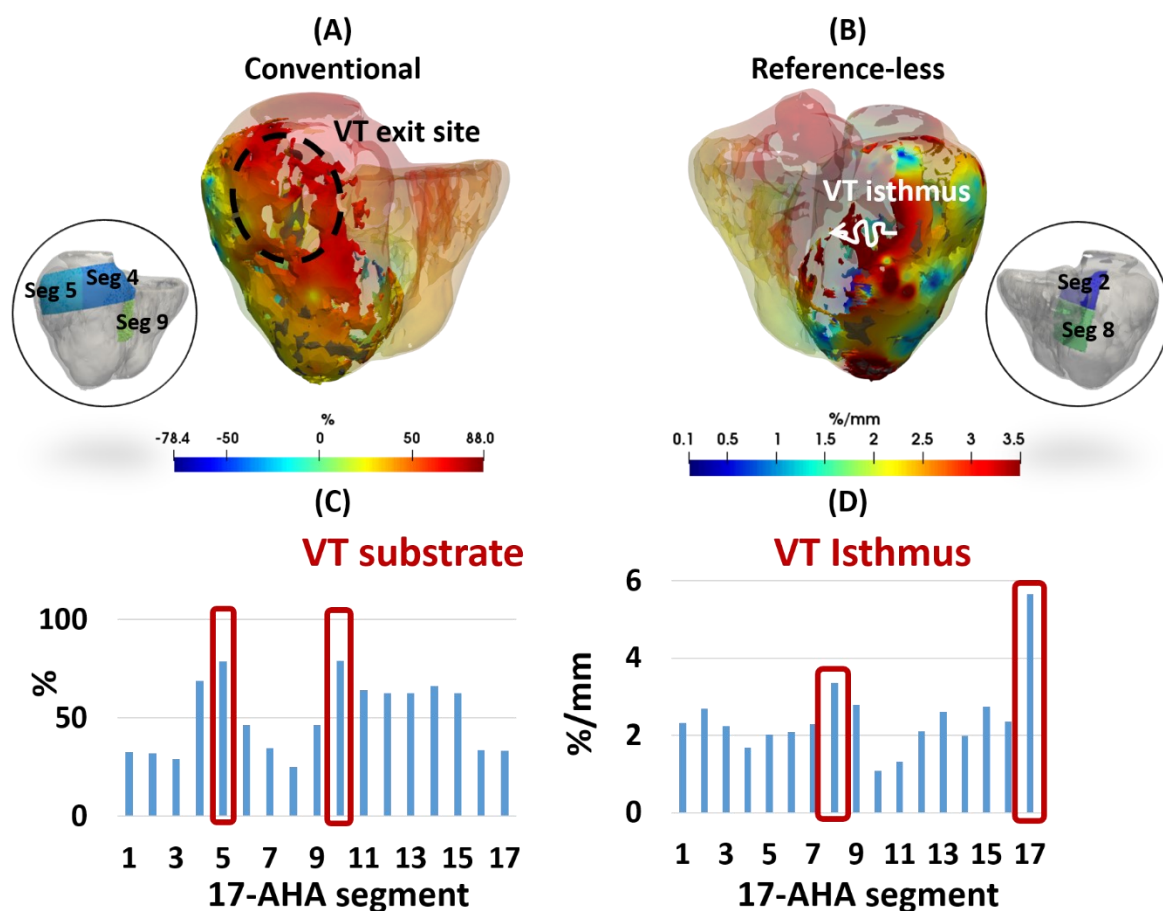 (A)
Conventional
(B)
Reference-less
VT exit site
VT isthmus
Seg 5
Seg 4
Seg 9
Seg 2
Seg 8
%
-78.4 -50 0 50 88.0
%/mm
0.1 0.5 1 1.5 2 2.5 3 3.5
(C)
VT substrate
100
50
0
%
1 3 5 7 9 11 13 15 17
17-AHA segment
(D)
VT Isthmus
6
4
2
0
%/mm
1 3 5 7 9 11 13 15 17
17-AHA segment